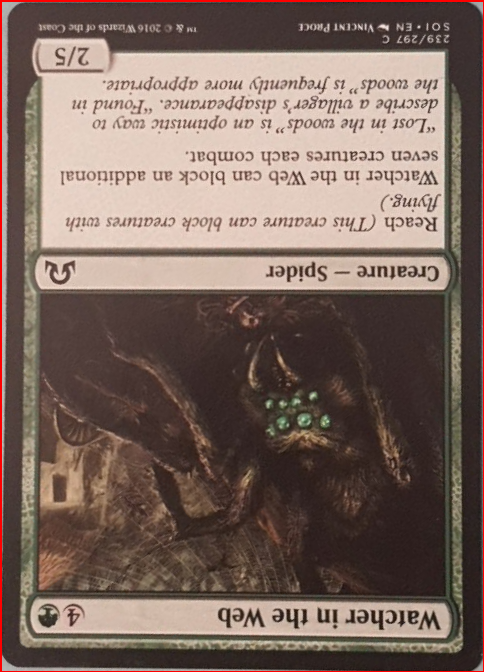 Watcher in the Web 4
Creature — Spider
Reach (This creature can block creatures with
flying.)
Watcher in the Web can block an additional
seven creatures each combat.
"Lost in the woods" is an optimistic way to
describe a villager's disappearance. "Found in
the woods" is frequently more appropriate.
2/5
239/297 C
SOI • EN VINCENT PROCE
™ & © 2016 Wizards of the Coast